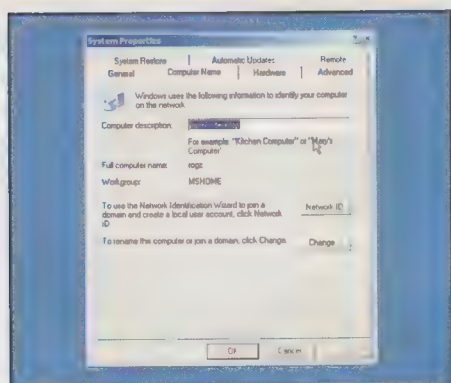 System Properties
System Restore Automatic Updates Remote
General Computer Name Hardware Advanced
Windows uses the following information to identify your computer
on the network.
Computer description:
For example: "Kitchen Computer" or "Mary's
Computer"
Full computer name: rogz
Workgroup: MSHOME
To use the Network Identification Wizard to join a
domain and create a local user account, click Network
ID.
Network ID
To rename this computer or join a domain, click Change.
Change
OK Cancel